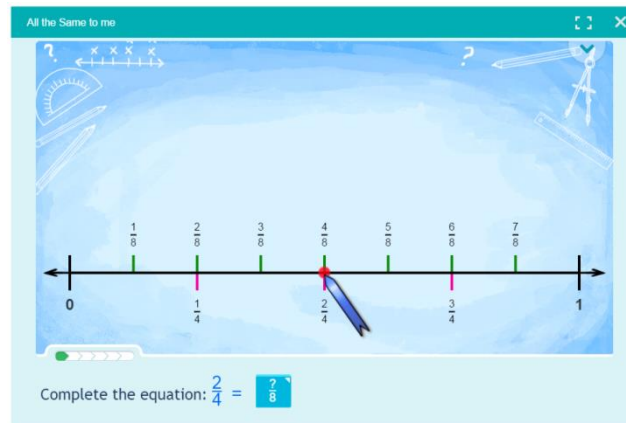 All the Same to me
? x x x x ?
1/8 2/8 3/8 4/8 5/8 6/8 7/8
0 1/4 2/4 3/4 1
Complete the equation: 2/4 = ?/8